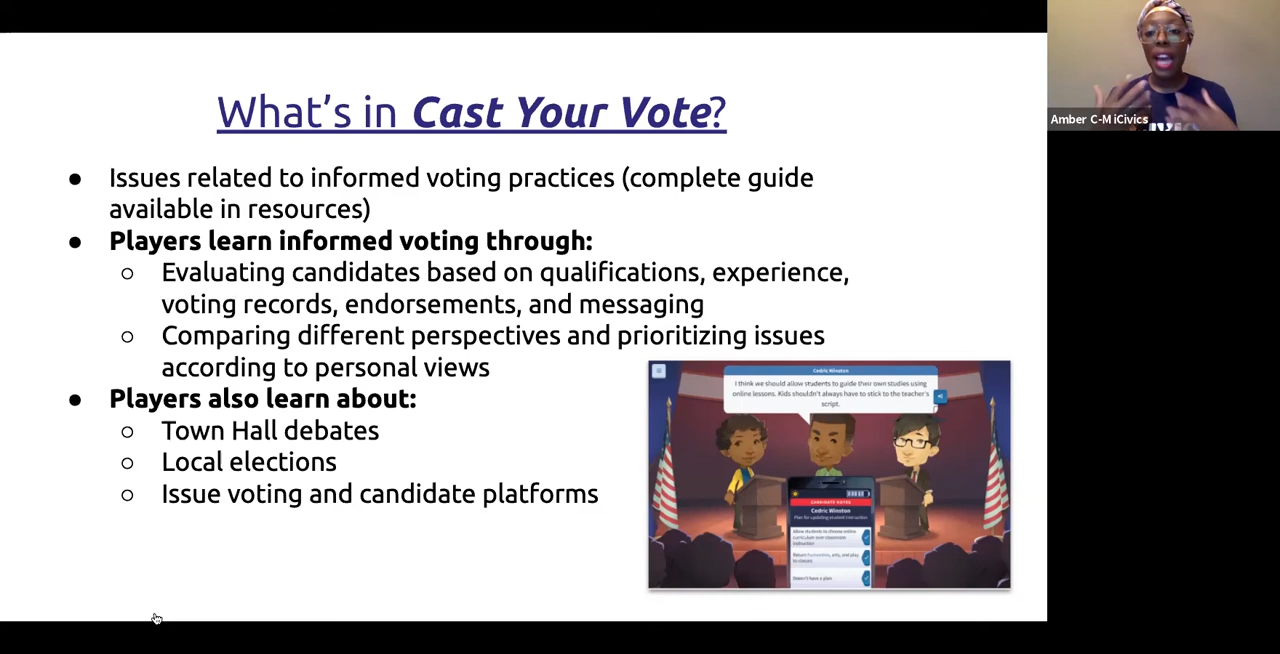 What's in Cast Your Vote?
● Issues related to informed voting practices (complete guide
available in resources)
● Players learn informed voting through:
○ Evaluating candidates based on qualifications, experience,
voting records, endorsements, and messaging
○ Comparing different perspectives and prioritizing issues
according to personal views
● Players also learn about:
○ Town Hall debates
○ Local elections
○ Issue voting and candidate platforms
Cedric Winston
I think we should allow students to guide their own studies using
online lessons. Kids shouldn't always have to stick to the teacher's
script.
CANDIDATE NOTES
Cedric Winston
Plan for updating student instruction
Allow students to choose online
curriculum over classroom
instruction
Return humanities, arts, and play
to classes
Doesn't have a plan
Amber C-M iCivics